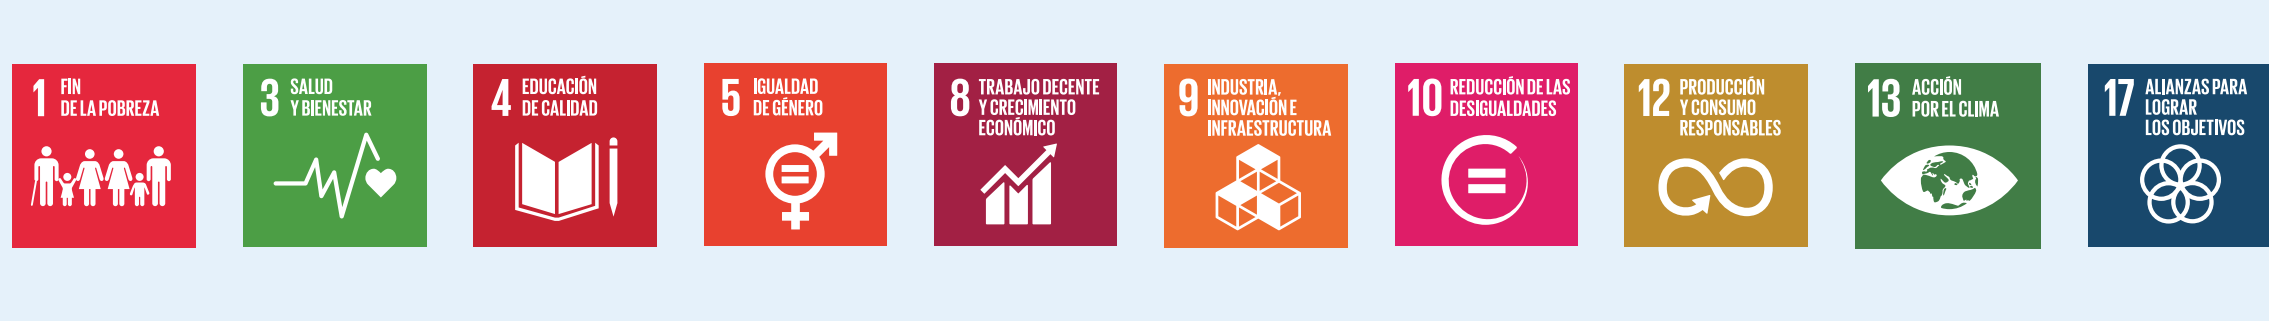 1 FIN
DE LA POBREZA
3 SALUD
Y BIENESTAR
4 EDUCACIÓN
DE CALIDAD
5 IGUALDAD
DE GÉNERO
8 TRABAJO DECENTE
Y CRECIMIENTO
ECONÓMICO
9 INDUSTRIA,
INNOVACIÓN E
INFRAESTRUCTURA
10 REDUCCIÓN DE LAS
DESIGUALDADES
12 PRODUCCIÓN
Y CONSUMO
RESPONSABLES
13 ACCIÓN
POR EL CLIMA
17 ALIANZAS PARA
LOGRAR
LOS OBJETIVOS